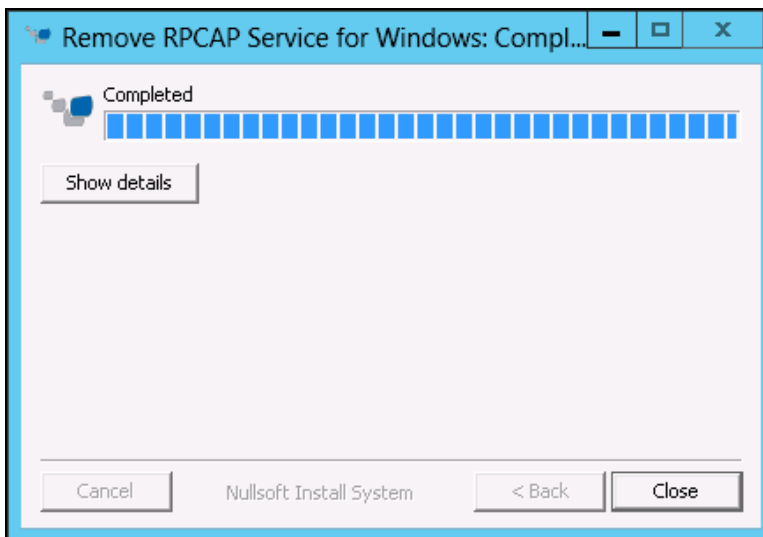 Remove RPCAP Service for Windows: Compl...
Completed
Show details
Cancel
Nullsoft Install System
< Back
Close